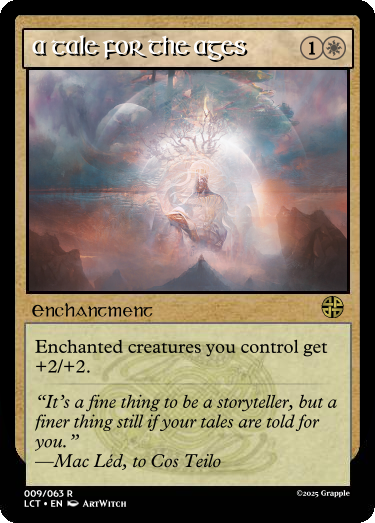 a tale for the ages 1
Enchantment
Enchanted creatures you control get
+2/+2.
“It’s a fine thing to be a storyteller, but a
finer thing still if your tales are told for
you.”
—Mac Léd, to Cos Teilo
009/063 R
LCT • EN ArtWitch
©2025 Grapple